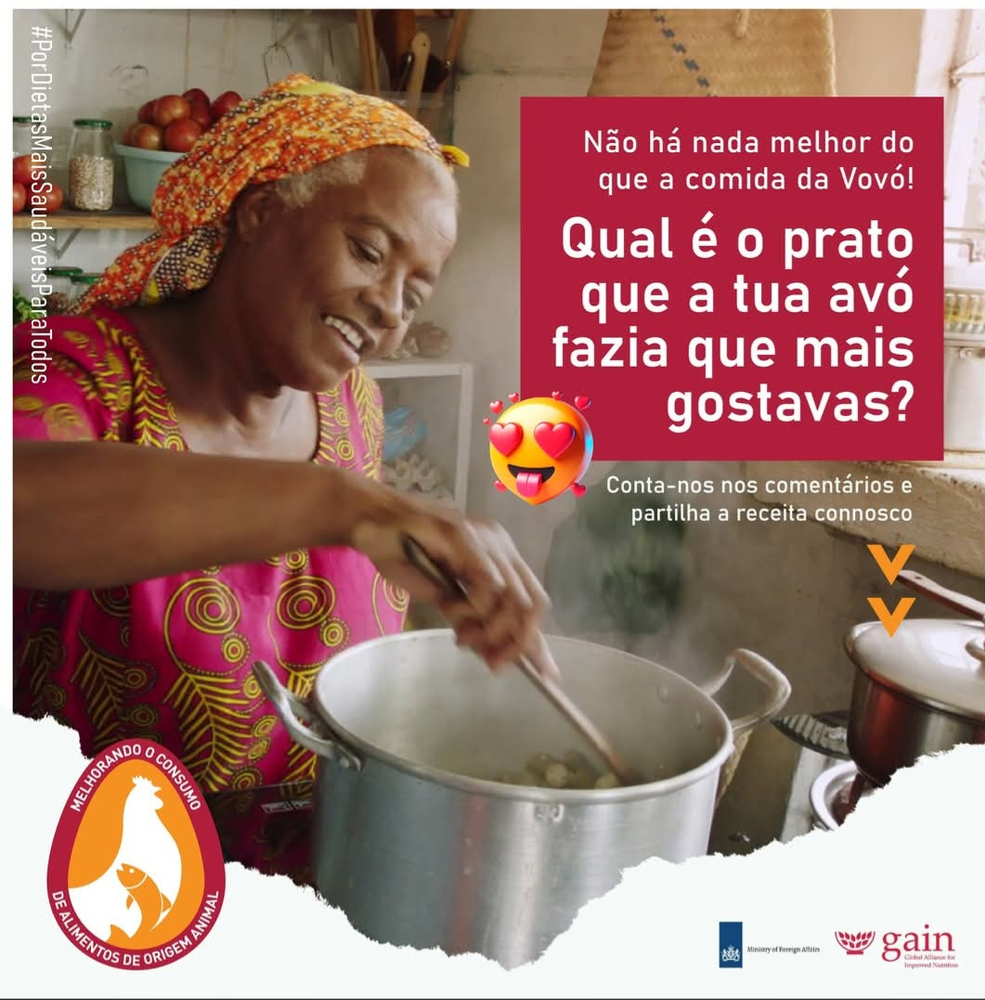 #PorDietasMaisSaudáveisParaTodos
Não há nada melhor do
que a comida da Vovó!
Qual é o prato
que a tua avó
fazia que mais
gostavas?
Conta-nos nos comentários e
partilha a receita connosco
MELHORANDO O CONSUMO
DE ALIMENTOS DE ORIGEM ANIMAL
Ministry of Foreign Affairs
gain
Global Alliance for
Improved Nutrition